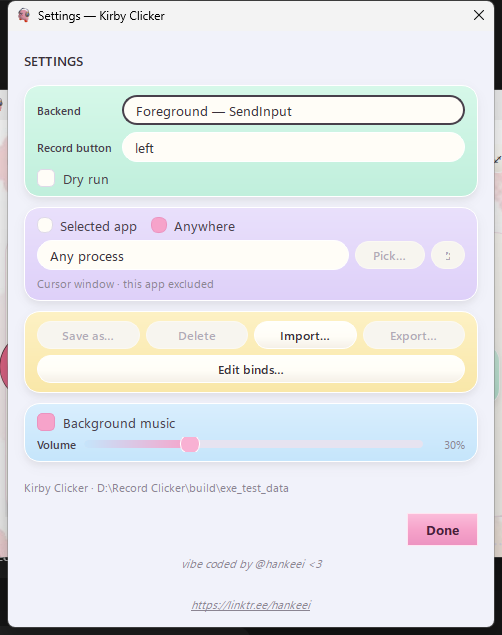 Settings — Kirby Clicker
SETTINGS
Backend
Foreground — SendInput
Record button
left
Dry run
Selected app
Anywhere
Any process
Pick...
Cursor window · this app excluded
Save as...
Delete
Import...
Export...
Edit binds...
Background music
Volume
30%
Kirby Clicker · D:\Record Clicker\build\exe_test_data
Done
vibe coded by @hankeei <3
https://linktr.ee/hankeei